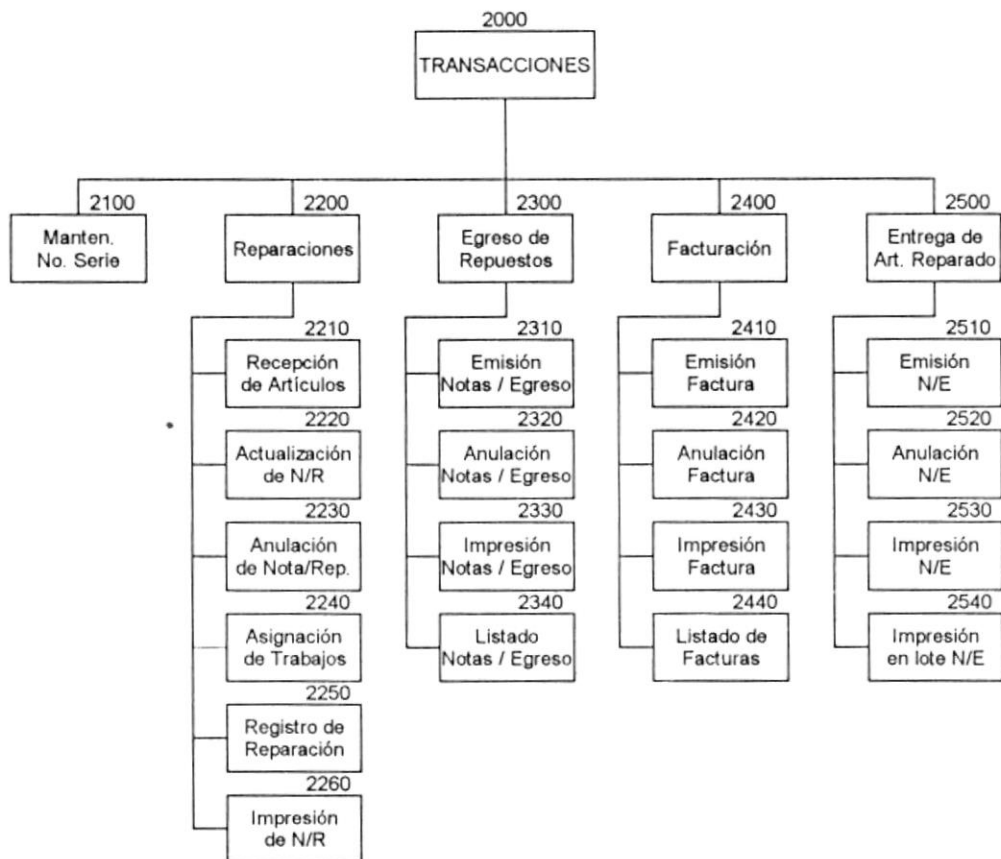 2000
TRANSACCIONES
2100
Manten.
No. Serie
2200
Reparaciones
2210
Recepción
de Artículos
2220
Actualización
de N/R
2230
Anulación
de Nota/Rep.
2240
Asignación
de Trabajos
2250
Registro de
Reparación
2260
Impresión
de N/R
2300
Egreso de
Repuestos
2310
Emisión
Notas / Egreso
2320
Anulación
Notas / Egreso
2330
Impresión
Notas / Egreso
2340
Listado
Notas / Egreso
2400
Facturación
2410
Emisión
Factura
2420
Anulación
Factura
2430
Impresión
Factura
2440
Listado de
Facturas
2500
Entrega de
Art. Reparado
2510
Emisión
N/E
2520
Anulación
N/E
2530
Impresión
N/E
2540
Impresión
en lote N/E